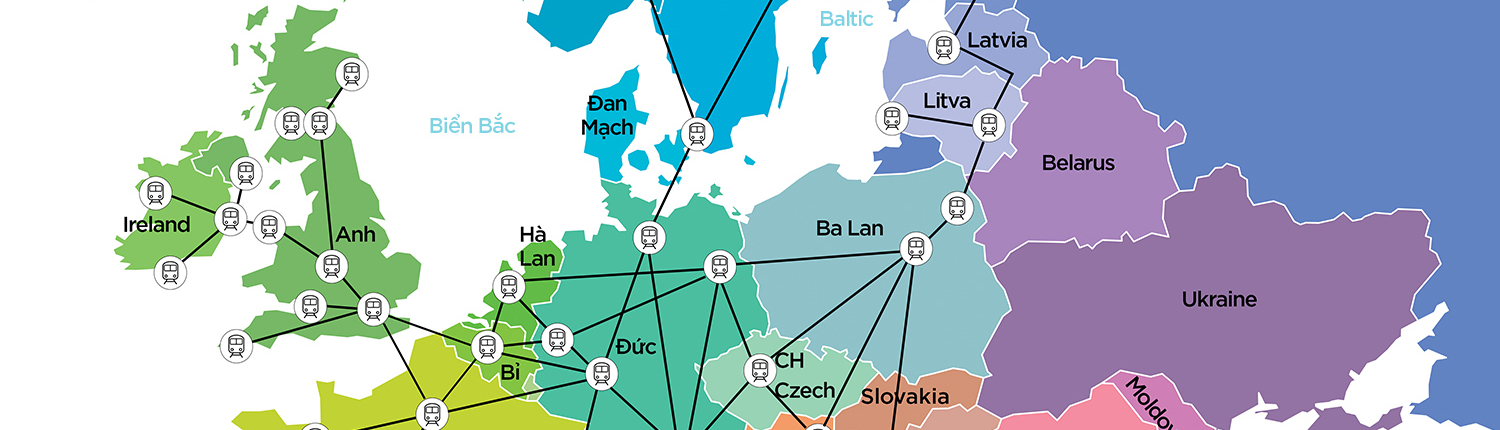 Baltic
Latvia
Litva
Đan
Mạch
Biển Bắc
Belarus
Ireland
Anh
Hà
Lan
Ba Lan
Ukraine
Đức
Bỉ
CH
Czech
Slovakia
Moldov